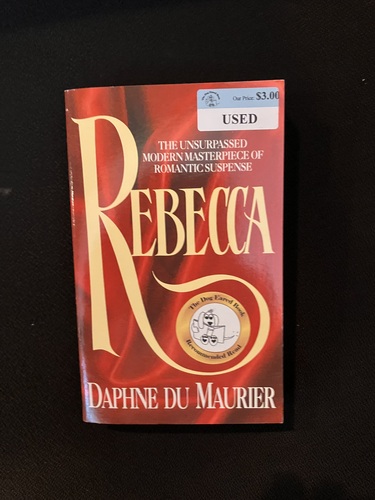 Our Price: $3.00
USED
THE UNSURPASSED
MODERN MASTERPIECE OF
ROMANTIC SUSPENSE
REBECCA
The Dog Eared Book
Recommended Read
DAPHNE DU MAURIER